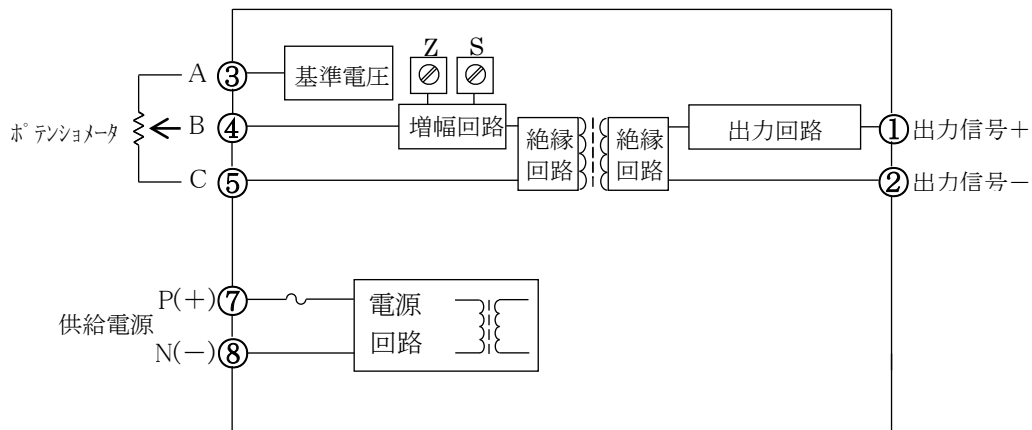 Z S
A ③ 基準電圧
ポテンショメータ B ④ 増幅回路
絶縁回路
絶縁回路
出力回路 ① 出力信号＋
C ⑤
② 出力信号－
供給電源
P(＋) ⑦
N(－) ⑧
電源
回路